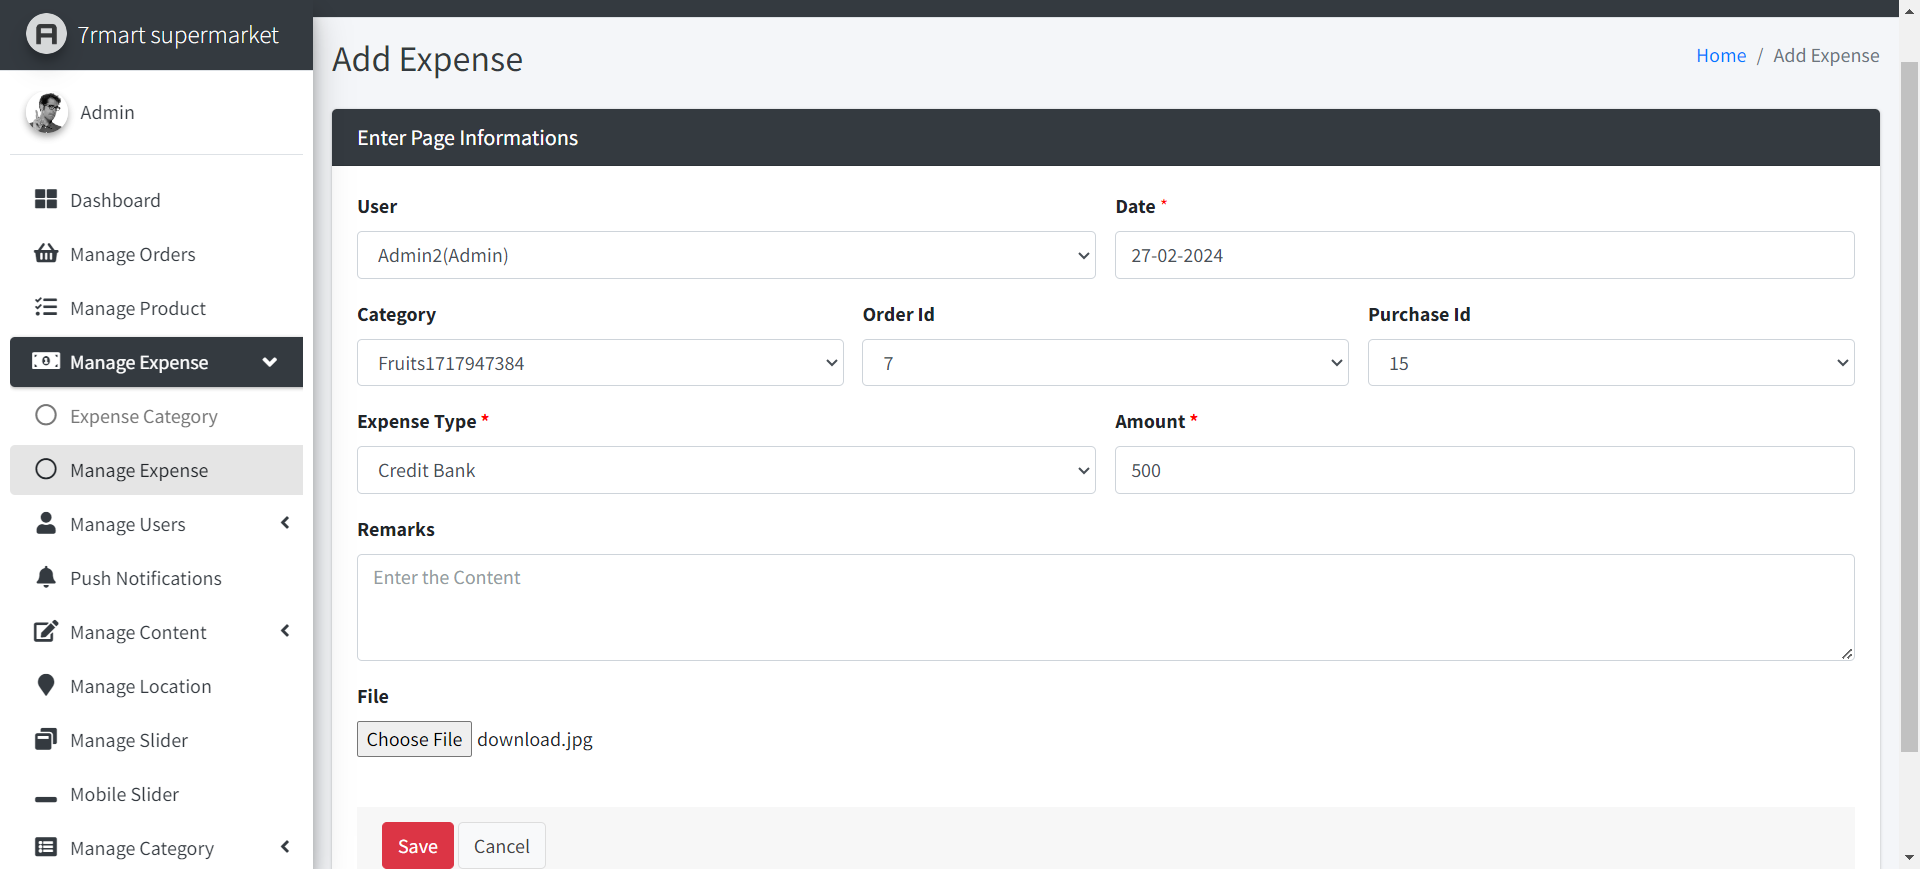 7rmart supermarket
Admin
Dashboard
Manage Orders
Manage Product
Manage Expense
Expense Category
Manage Expense
Manage Users
Push Notifications
Manage Content
Manage Location
Manage Slider
Mobile Slider
Manage Category
Add Expense
Home / Add Expense
Enter Page Informations
User
Date *
Admin2(Admin)
27-02-2024
Category
Order Id
Purchase Id
Fruits1717947384
7
15
Expense Type *
Amount *
Credit Bank
500
Remarks
Enter the Content
File
Choose File download.jpg
Save
Cancel